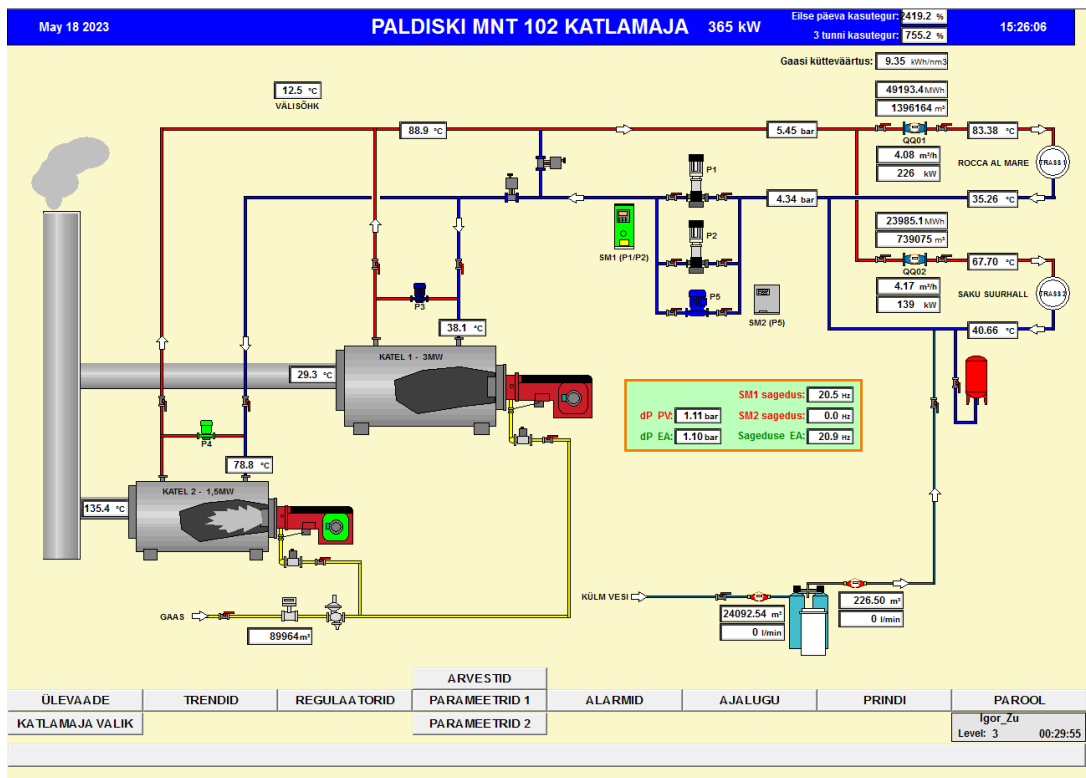 May 18 2023
PALDISKI MNT 102 KATLAMAJA 365 kW
Eilse päeva kasutegur: 2419.2 %
3 tunni kasutegur: 755.2 %
15:26:06
Gaasi kütteväärtus: 9.35 kWh/nm3
12.5 °C
VÄLISÕHK
49193.4 MWh
1396164 m³
88.9 °C
5.45 bar
83.38 °C
QQ01
4.08 m³/h
226 kW
ROCCA AL MARE
TRASS 1
P1
4.34 bar
35.26 °C
23985.1 MWh
739075 m³
P2
SM1 (P1/P2)
67.70 °C
QQ02
4.17 m³/h
139 kW
SAKU SUURHALL
TRASS 2
P5
SM2 (P5)
P3
38.1 °C
40.66 °C
KATEL 1 - 3MW
29.3 °C
SM1 sagedus: 20.5 Hz
dP PV: 1.11 bar
SM2 sagedus: 0.0 Hz
dP EA: 1.10 bar
Sageduse EA: 20.9 Hz
P4
78.8 °C
KATEL 2 - 1,5MW
135.4 °C
KÜLM VESI
24092.54 m³
0 l/min
226.50 m³
0 l/min
GAAS
89964 m³
ARVESTID
ÜLEVAADE
TRENDID
REGULAATORID
PARAMEETRID 1
ALARMID
AJALUGU
PRINDI
PAROOL
KATLAMAJA VALIK
PARAMEETRID 2
Igor_Zu
Level: 3 00:29:55